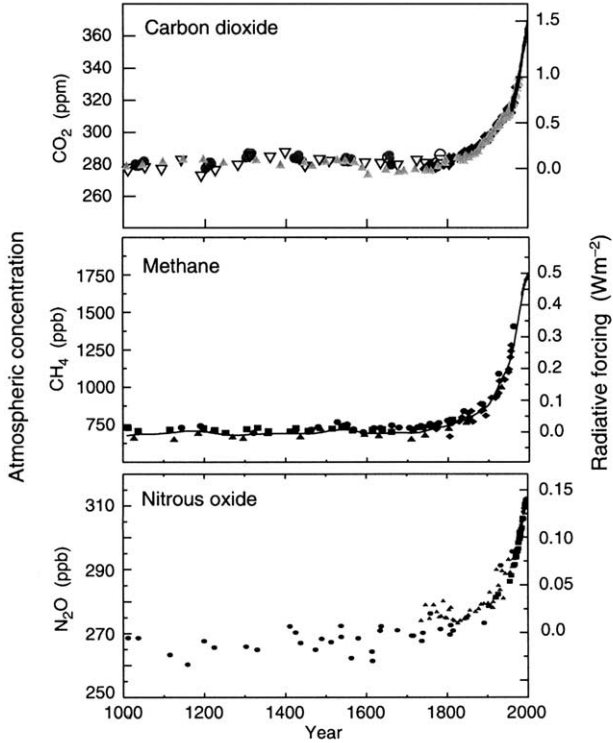 Atmospheric concentration
Carbon dioxide
CO2 (ppm)
360
340
320
300
280
260
1.5
1.0
0.5
0.0
Methane
CH4 (ppb)
1750
1500
1250
1000
750
0.5
0.4
0.3
0.2
0.1
0.0
Nitrous oxide
N2O (ppb)
310
290
270
250
0.15
0.10
0.05
0.0
1000 1200 1400 1600 1800 2000
Year
Radiative forcing (Wm−2)